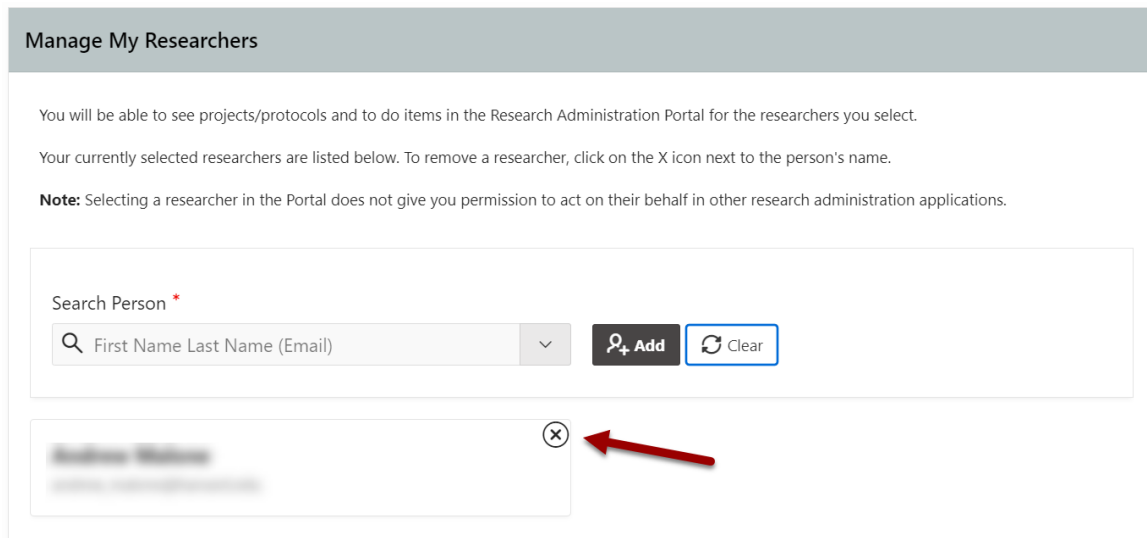 Manage My Researchers
You will be able to see projects/protocols and to do items in the Research Administration Portal for the researchers you select.
Your currently selected researchers are listed below. To remove a researcher, click on the X icon next to the person's name.
Note: Selecting a researcher in the Portal does not give you permission to act on their behalf in other research administration applications.
Search Person *
First Name Last Name (Email)
Add
Clear